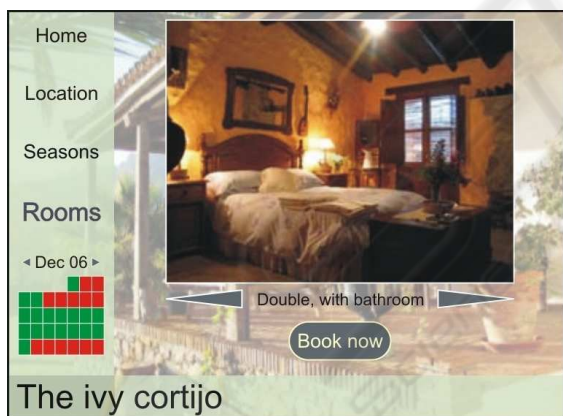 Home
Location
Seasons
Rooms
Dec 06
Double, with bathroom
Book now
The ivy cortijo